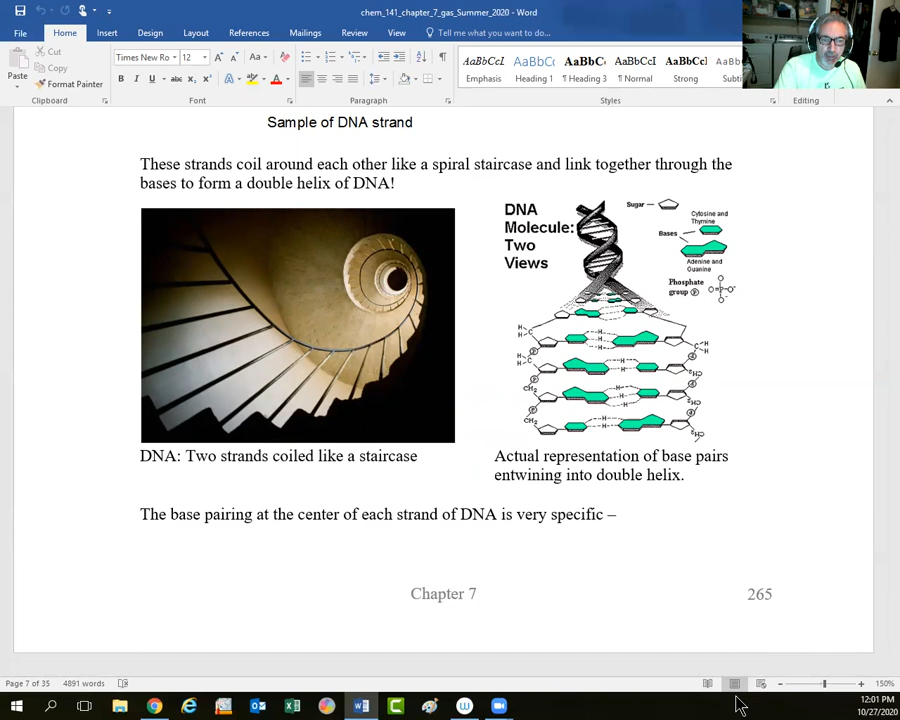 chem_141_chapter_7_gas_Summer_2020 - Word
File Home Insert Design Layout References Mailings Review View Tell me what you want to do...
Paste
Cut
Copy
Format Painter
Clipboard
Times New Ro 12
Font
Paragraph
AaBbCcI AaBbCc AaBbC AaBbCcI AaBbCcl
Emphasis Heading 1 ¶ Heading 3 ¶ Normal Strong Subti
Styles
Editing
Sample of DNA strand
These strands coil around each other like a spiral staircase and link together through the
bases to form a double helix of DNA!
DNA
Molecule:
Two
Views
Sugar
Cytosine and
Thymine
Bases
Adenine and
Guanine
Phosphate
group
DNA: Two strands coiled like a staircase
Actual representation of base pairs
entwining into double helix.
The base pairing at the center of each strand of DNA is very specific –
Chapter 7 265
Page 7 of 35 4891 words 150%
12:01 PM
10/27/2020